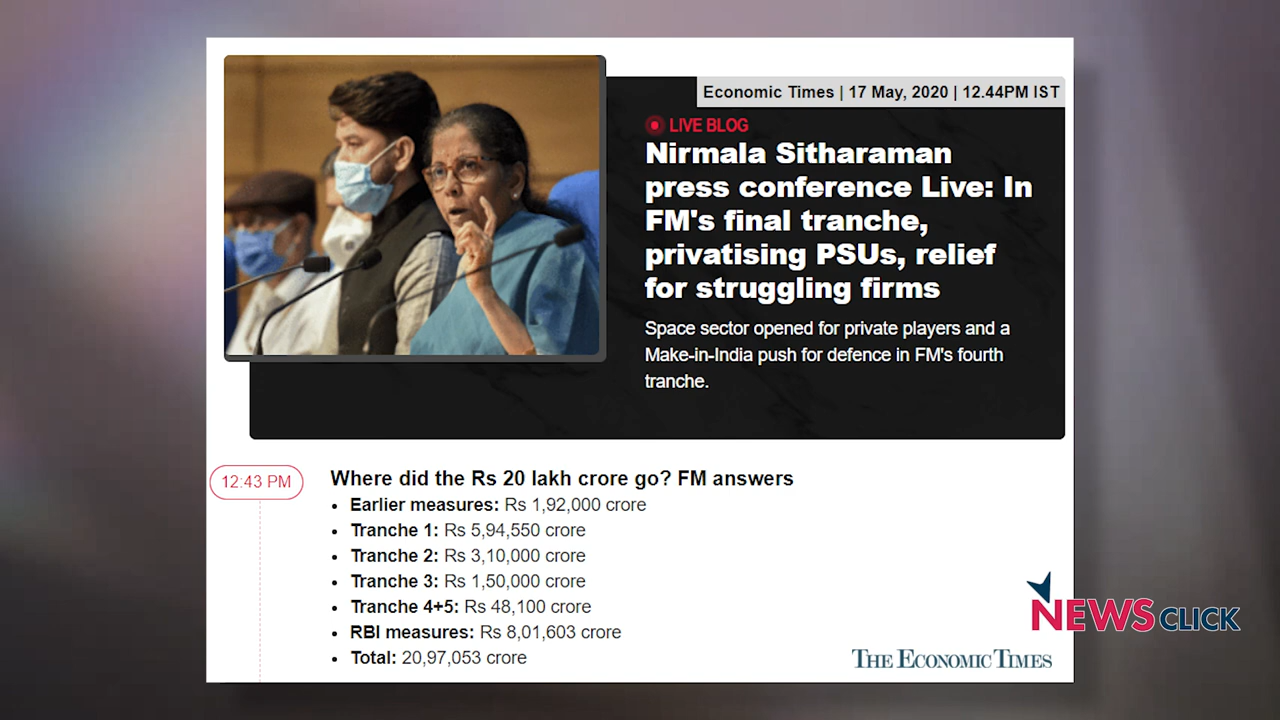 Economic Times | 17 May, 2020 | 12.44PM IST
LIVE BLOG
Nirmala Sitharaman
press conference Live: In
FM's final tranche,
privatising PSUs, relief
for struggling firms
Space sector opened for private players and a
Make-in-India push for defence in FM's fourth
tranche.
12:43 PM
Where did the Rs 20 lakh crore go? FM answers
• Earlier measures: Rs 1,92,000 crore
• Tranche 1: Rs 5,94,550 crore
• Tranche 2: Rs 3,10,000 crore
• Tranche 3: Rs 1,50,000 crore
• Tranche 4+5: Rs 48,100 crore
• RBI measures: Rs 8,01,603 crore
• Total: 20,97,053 crore
NEWSCLICK
THE ECONOMIC TIMES